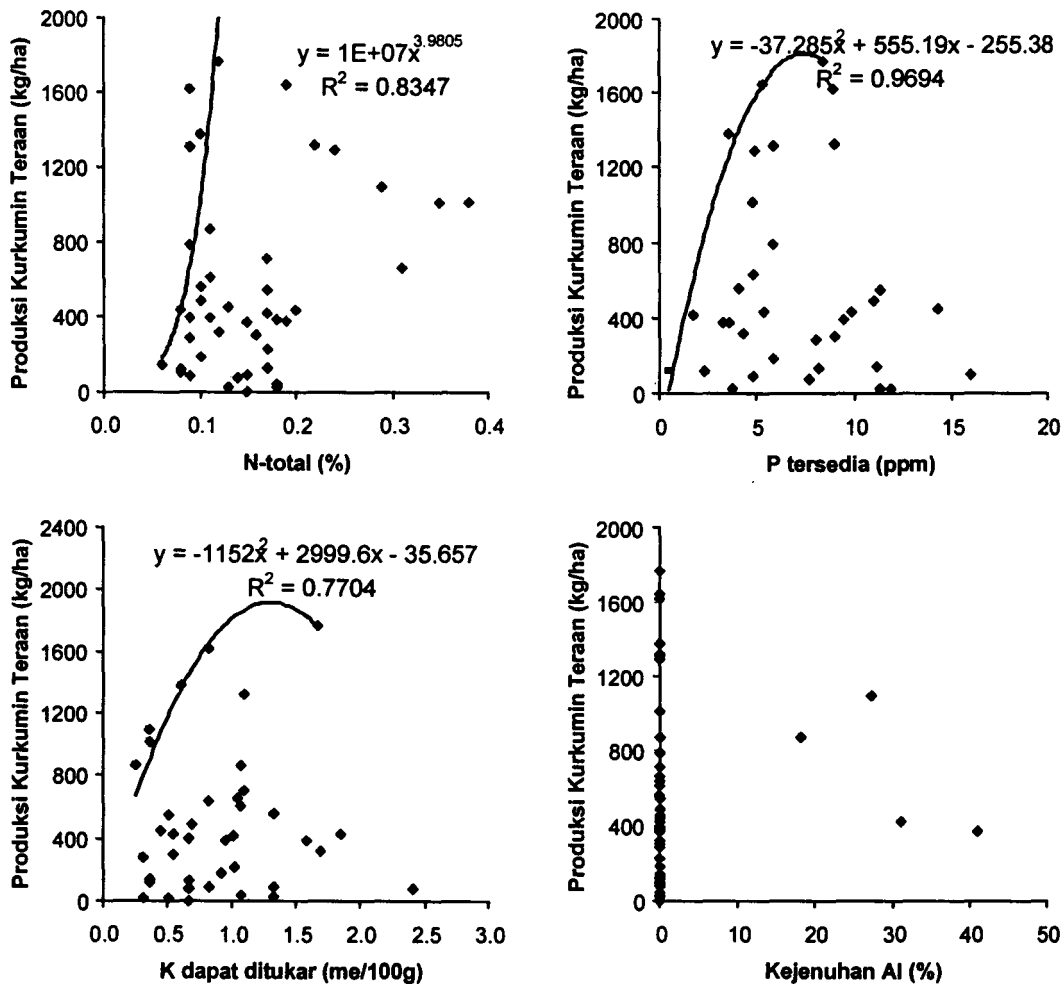 Produksi Kurkumin Teraan (kg/ha)
2000
1600
1200
800
400
0
y = 1E+07x^3.9805
R² = 0.8347
0.1 0.2 0.3 0.4
N-total (%)
Produksi Kurkumin Teraan (kg/ha)
2000
1600
1200
800
400
0
y = -37.285x² + 555.19x - 255.38
R² = 0.9694
0 5 10 15 20
P tersedia (ppm)
Produksi Kurkumin Teraan (kg/ha)
2400
2000
1600
1200
800
400
0
y = -1152x² + 2999.6x - 35.657
R² = 0.7704
0.0 0.5 1.0 1.5 2.0 2.5 3.0
K dapat ditukar (me/100g)
Produksi Kurkumin Teraan (kg/ha)
2000
1600
1200
800
400
0
0 10 20 30 40 50
Kejenuhan Al (%)